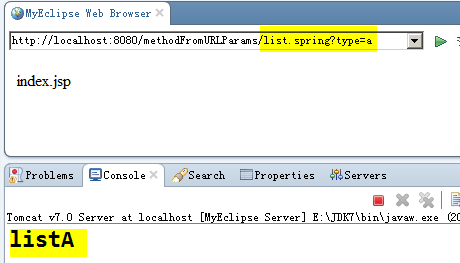 MyEclipse Web Browser
http://localhost:8080/methodFromURLParams/list.spring?type=a
index.jsp
Problems Console Search Properties Servers
Tomcat v7.0 Server at localhost [MyEclipse Server] E:\JDK7\bin\javaw.exe (20
listA